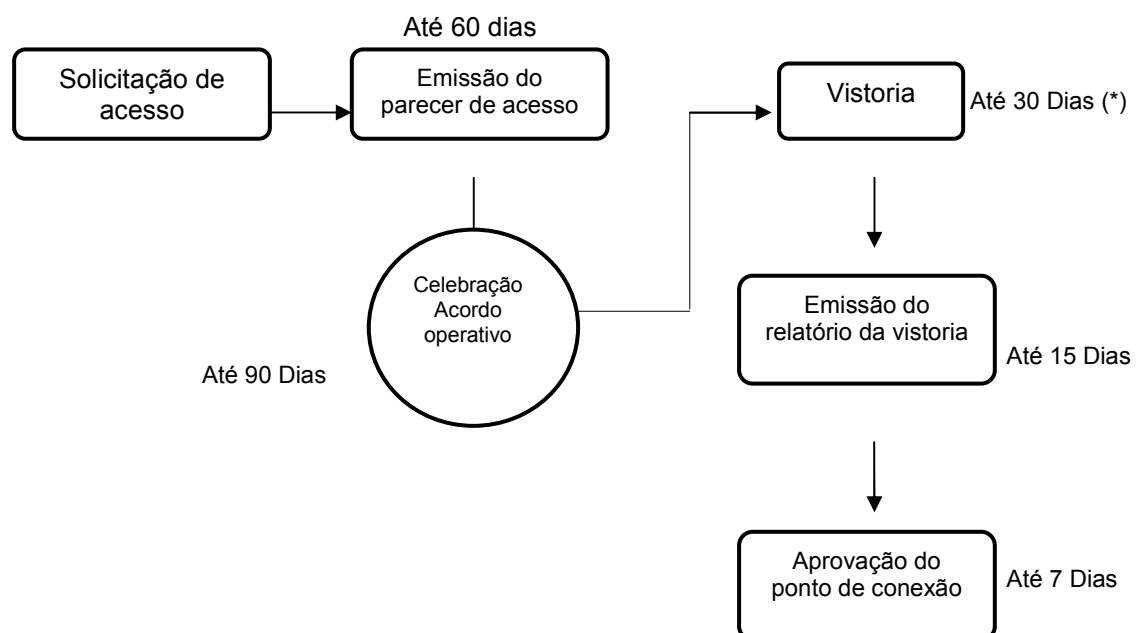 Até 60 dias
Solicitação de
acesso
Emissão do
parecer de acesso
Vistoria
Até 30 Dias (*)
Celebração
Acordo
operativo
Até 90 Dias
Emissão do
relatório da vistoria
Até 15 Dias
Aprovação do
ponto de conexão
Até 7 Dias